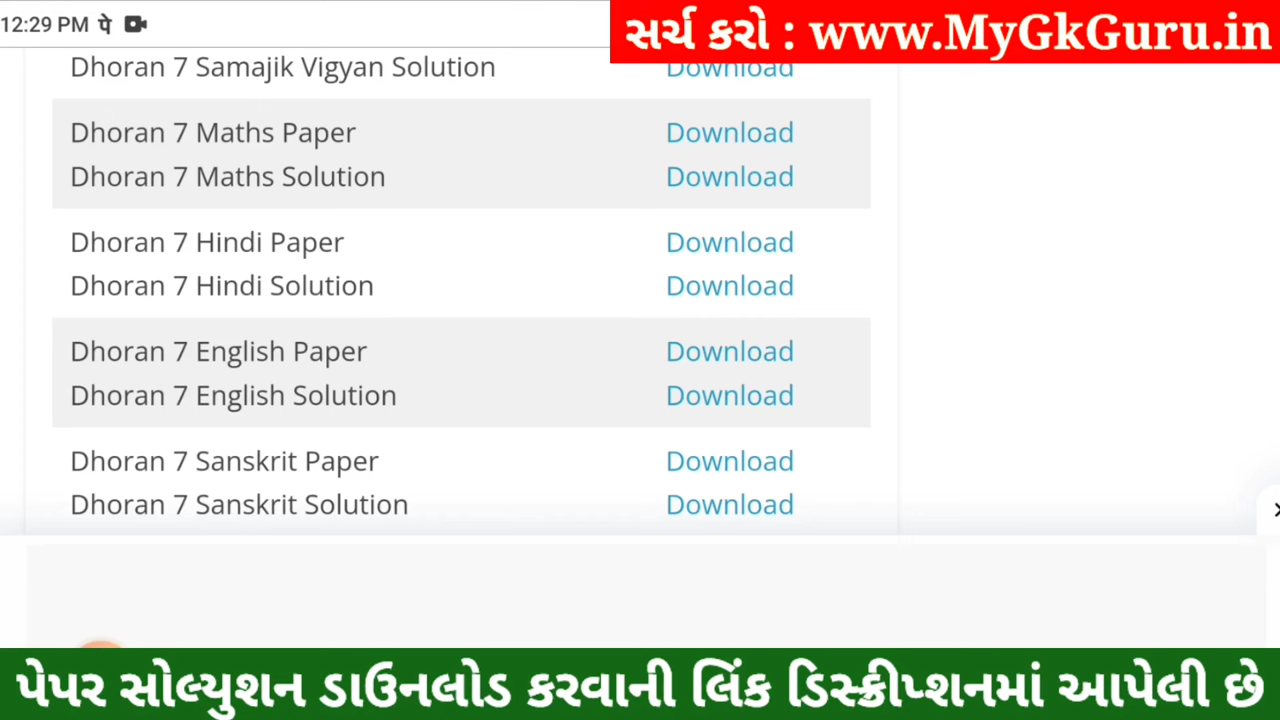 12:29 PM पे
સર્ચ કરો : www.MyGkGuru.in
Dhoran 7 Samajik Vigyan Solution Download
Dhoran 7 Maths Paper Download
Dhoran 7 Maths Solution Download
Dhoran 7 Hindi Paper Download
Dhoran 7 Hindi Solution Download
Dhoran 7 English Paper Download
Dhoran 7 English Solution Download
Dhoran 7 Sanskrit Paper Download
Dhoran 7 Sanskrit Solution Download
પેપર સોલ્યુશન ડાઉનલોડ કરવાની લિંક ડિસ્ક્રીપ્શનમાં આપેલી છે